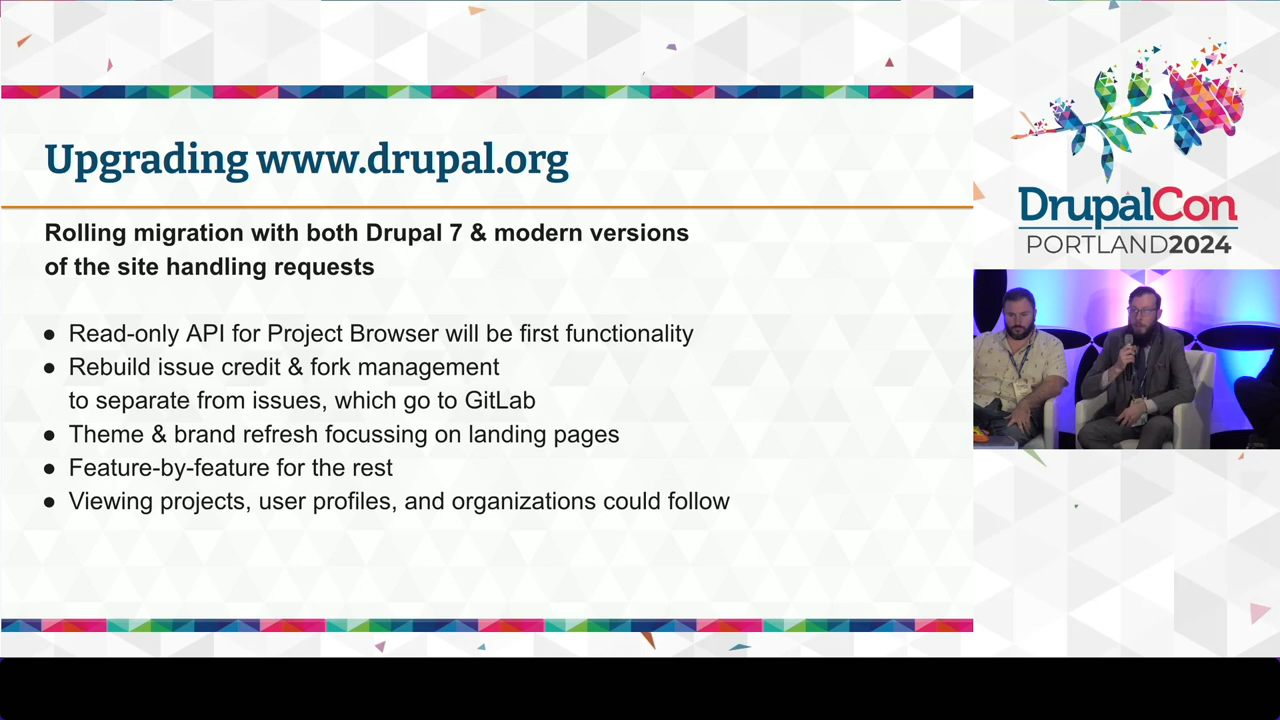 Upgrading www.drupal.org
Rolling migration with both Drupal 7 & modern versions
of the site handling requests
● Read-only API for Project Browser will be first functionality
● Rebuild issue credit & fork management
to separate from issues, which go to GitLab
● Theme & brand refresh focussing on landing pages
● Feature-by-feature for the rest
● Viewing projects, user profiles, and organizations could follow
DrupalCon
PORTLAND2024